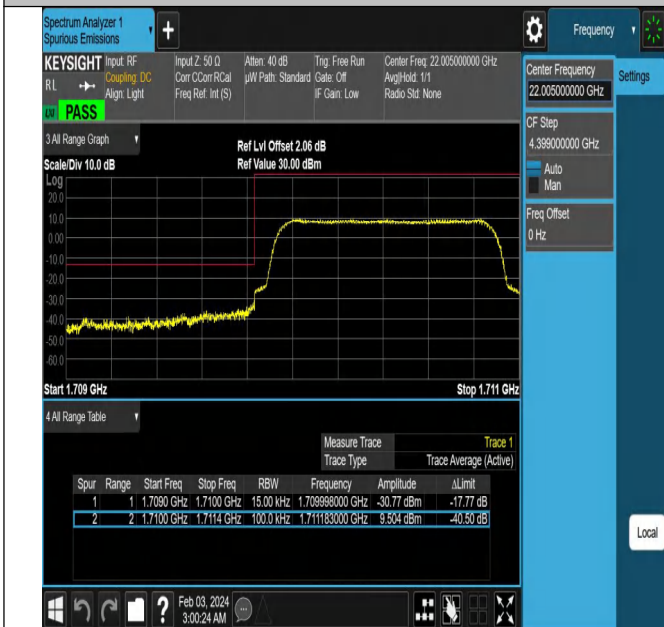 Spectrum Analyzer 1
Spurious Emissions
Frequency
KEYSIGHT
Input: RF
Coupling: DC
Align: Light
Input Z: 50 Ω
Corr CCorr RCal
Freq Ref: Int (S)
Atten: 40 dB
µW Path: Standard
Trig: Free Run
Gate: Off
IF Gain: Low
Center Freq: 22.005000000 GHz
Avg|Hold: 1/1
Radio Std: None
RL
PASS
Center Frequency
22.005000000 GHz
Settings
CF Step
4.399000000 GHz
Auto
Man
Freq Offset
0 Hz
3 All Range Graph
Scale/Div 10.0 dB
Ref Lvl Offset 2.06 dB
Ref Value 30.00 dBm
Log
20.0
10.0
0.00
-10.0
-20.0
-30.0
-40.0
-50.0
-60.0
Start 1.709 GHz
Stop 1.711 GHz
4 All Range Table
Measure Trace Trace 1
Trace Type Trace Average (Active)
Spur Range Start Freq Stop Freq RBW Frequency Amplitude ΔLimit
1 1 1.7090 GHz 1.7100 GHz 15.00 kHz 1.709998000 GHz -30.77 dBm -17.77 dB
2 2 1.7100 GHz 1.7114 GHz 100.0 kHz 1.711183000 GHz 9.504 dBm -40.50 dB
Local
?
Feb 03, 2024
3:00:24 AM